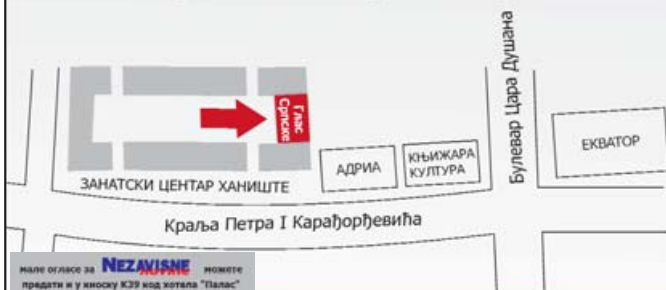 Глас
Српске
Булевар Цара Душана
АДРИА
КЊИЖАРА
КУЛТУРА
ЕКВАТОР
ЗАНАТСКИ ЦЕНТАР ХАНИШТЕ
Краља Петра I Карађорђевића
мале огласе за NEZAVISNE NOVINE можете
предати и у киоску К39 код хотела "Палас"